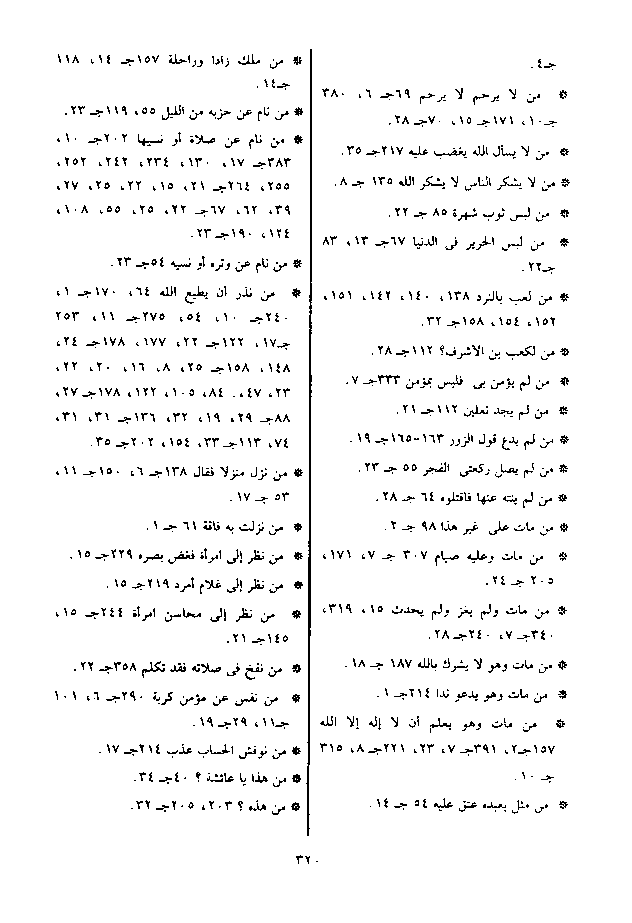 جـ٤.
* من لا يرحم لا يرحم ٦٩جـ ٦، ٣٨٠
جـ١٠، ١٧١جـ ١٥، ٧٠جـ ٢٨.
* من لا يسأل الله يغضب عليه ٢١٧جـ ٣٥.
* من لا يشكر الناس لا يشكر الله ١٣٥ جـ ٨.
* من لبس ثوب شهرة ٨٥ جـ ٢٢.
* من لبس الحرير فى الدنيا ٦٧جـ ١٣، ٨٣
جـ٢٢.
* من لعب بالنرد ١٣٨، ١٤٠، ١٤٢، ١٥١،
١٥٢، ١٥٤، ١٥٨جـ ٣٢.
* من لكعب بن الأشرف؟ ١١٢جـ ٢٨.
* من لم يؤمن بى فليس بمؤمن ٣٣٣جـ ٧.
* من لم يجد نعلين ١١٢جـ ٢١.
* من لم يدع قول الزور ١٦٣-١٦٥جـ ١٩.
* من لم يصل ركعتى الفجر ٥٥ جـ ٢٣.
* من لم ينته عنها فاقتلوه ٦٤ جـ ٢٨.
* من مات على غير هذا ٩٨ جـ ٢.
* من مات وعليه صيام ٣٠٧ جـ ٧، ١٧١،
٢٠٥ جـ ٢٤.
* من مات ولم يغز ولم يحدث ١٥، ٣١٩،
٣٤٠جـ ٧، ٢٤٠جـ ٢٨.
* من مات وهو لا يشرك بالله ١٨٧ جـ ١٨.
* من مات وهو يدعو ندا ٢١٤جـ ١.
* من مات وهو يعلم أن لا إله إلا الله
١٥٧جـ٢، ٣٩١جـ ٧، ٢٣، ٢٢١جـ ٨، ٣١٥
جـ ١٠.
* من مثل بعبده عتق عليه ٥٤ جـ ١٤.
* من ملك زادا وراحلة ١٥٧جـ ١٤، ١١٨
جـ١٤.
* من نام عن حزبه من الليل ٥٥، ١١٩جـ ٢٣.
* من نام عن صلاة أو نسيها ٢٠٢جـ ١٠،
٣٨٣جـ ١٧، ١٣٠، ٢٣٤، ٢٤٢، ٢٥٢،
٢٥٥، ٢٦٤جـ ٢١، ١٥، ٢٢، ٢٥، ٢٧،
٣٩، ٦٢، ٦٧جـ ٢٢، ٢٥، ٥٥، ١٠٨،
١٢٤، ١٩٠جـ ٢٣.
* من نام عن وتره أو نسيه ٥٤جـ ٢٣.
* من نذر أن يطيع الله ٦٤، ١٧٠جـ ١،
٢٤٠جـ ١٠، ٥٤، ٢٧٥جـ ١١، ٢٥٣
جـ١٧، ١٢٢جـ ٢٢، ١٧٧، ١٧٨جـ ٢٤،
١٤٨، ١٥٨جـ ٢٥، ٨، ١٦، ٢٠، ٢٢،
٢٣، ٤٧، ٨٤، ١٠٥، ١٢٢، ١٧٨جـ ٢٧،
٨٨جـ ٢٩، ١٩، ٣٢، ١٣٦جـ ٣١، ٣١،
٧٤، ١١٣جـ ٣٣، ١٥٤، ٢٠٢جـ ٣٥.
* من نزل منزلا فقال ١٣٨جـ ٦، ١٥٠جـ ١١،
٥٣ جـ ١٧.
* من نزلت به فاقة ٦١ جـ ١.
* من نظر إلى امرأة فغض بصره ٢٢٩جـ ١٥.
* من نظر إلى غلام أمرد ٢١٩جـ ١٥.
* من نظر إلى محاسن امرأة ٢٤٤جـ ١٥،
١٤٥جـ ٢١.
* من نفخ فى صلاته فقد تكلم ٣٥٨جـ ٢٢.
* من نفس عن مؤمن كربة ٢٩٠جـ ٦، ١٠١
جـ١١، ٢٩جـ ١٩.
* من نوقش الحساب عذب ٢١٤جـ ١٧.
* من هذا يا عائشة ؟ ٤٠جـ ٣٤.
* من هذه ؟ ٢٠٣، ٢٠٥جـ ٣٢.
٣٢٠